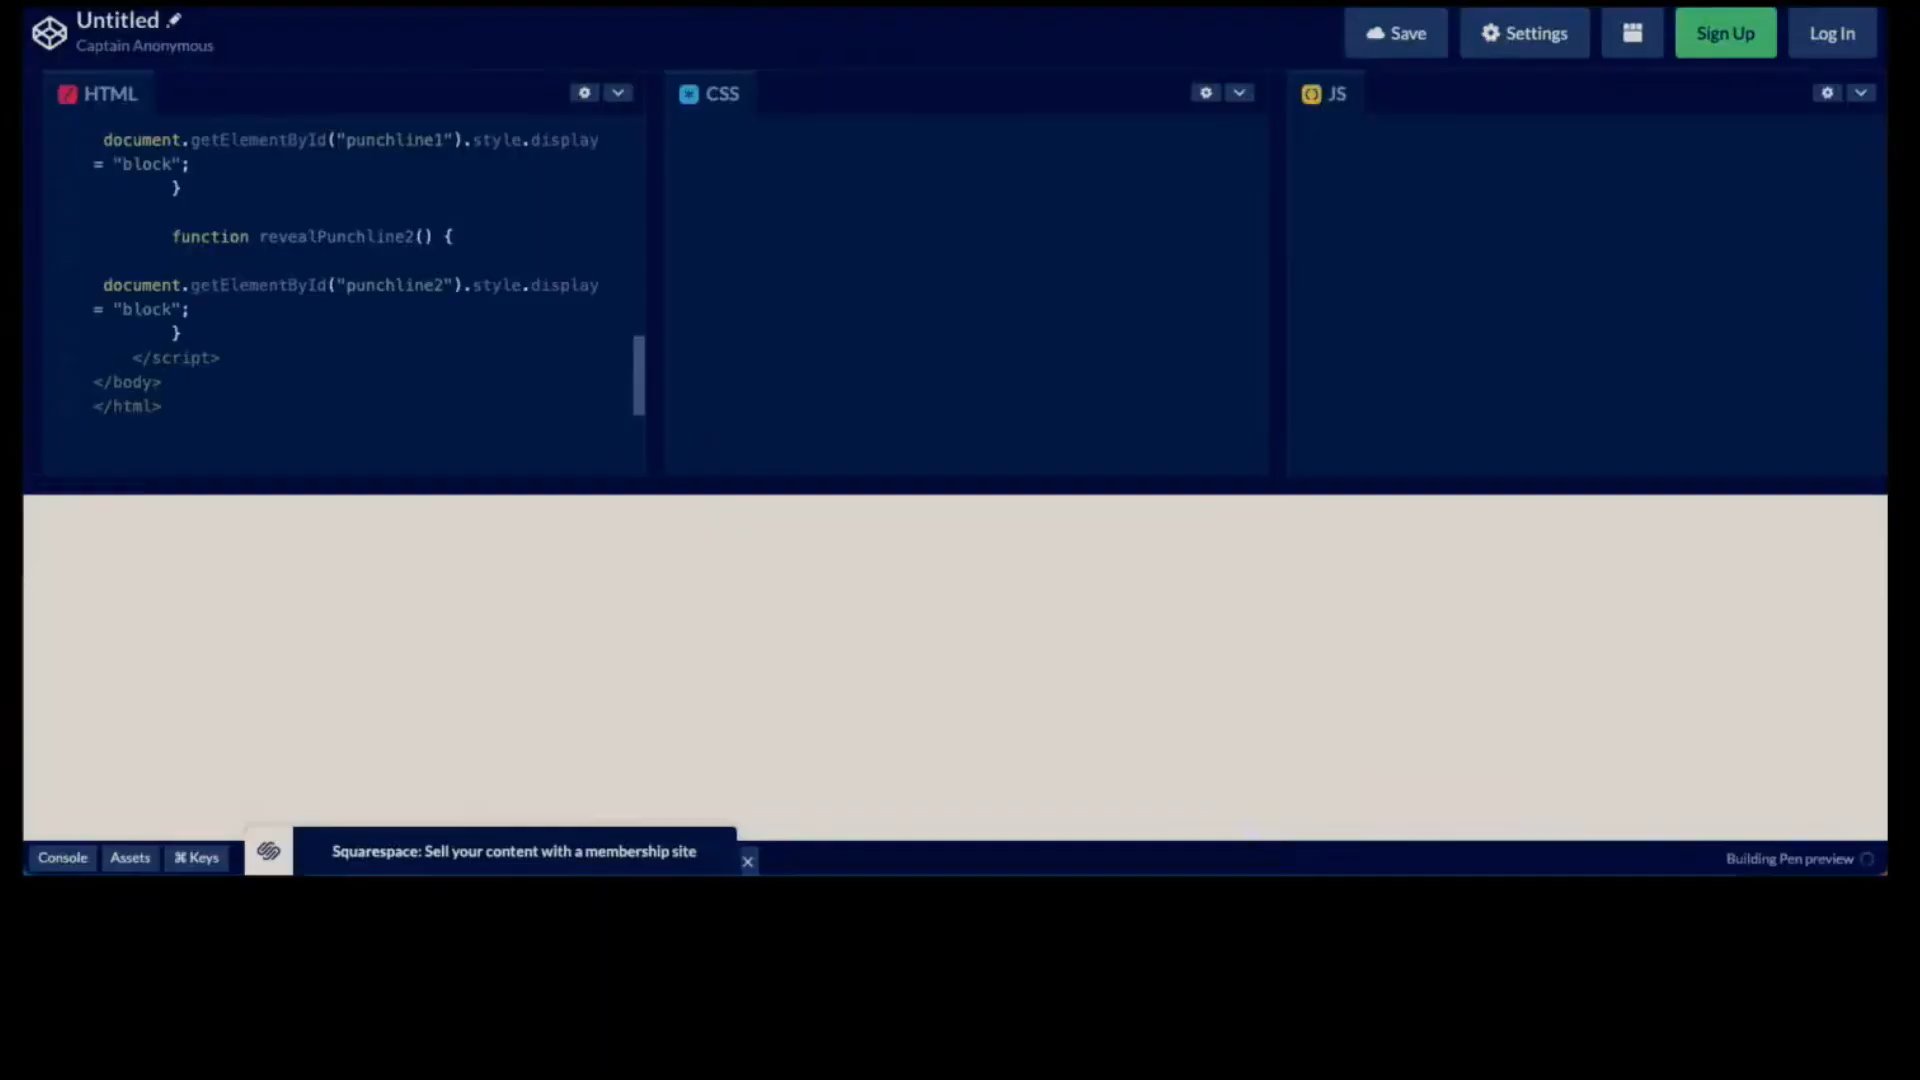 Untitled
Captain Anonymous
Save
Settings
Sign Up
Log In
HTML
CSS
JS
document.getElementById("punchline1").style.display
= "block";
}
function revealPunchline2() {
document.getElementById("punchline2").style.display
= "block";
}
</script>
</body>
</html>
Console
Assets
⌘ Keys
Squarespace: Sell your content with a membership site
Building Pen preview